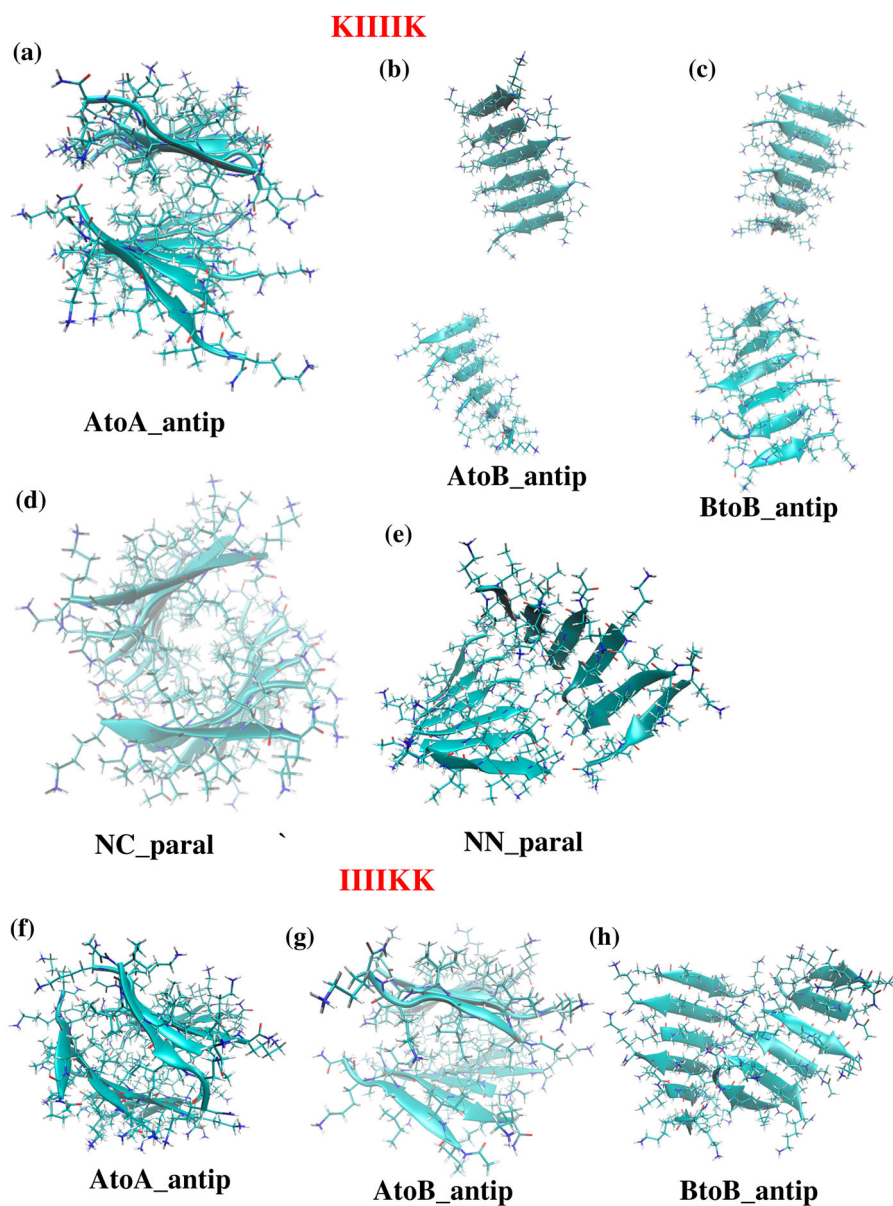 KIIIIK
(a)
(b)
(c)
AtoA_antip
AtoB_antip
BtoB_antip
(d)
(e)
NC_paral `
NN_paral
IIIIKK
(f)
(g)
(h)
AtoA_antip
AtoB_antip
BtoB_antip